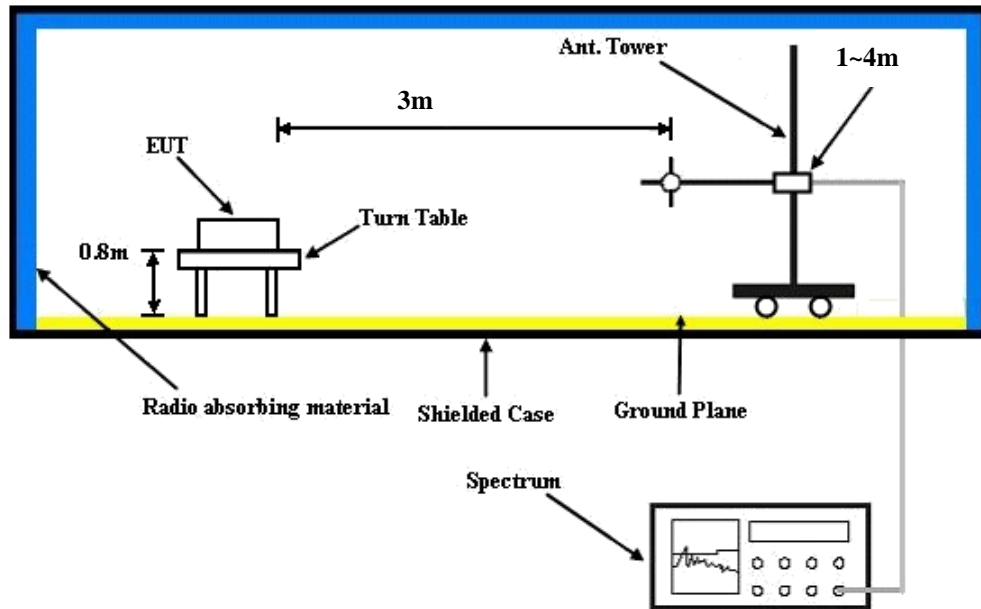 Ant. Tower
1~4m
3m
EUT
Turn Table
0.8m
Radio absorbing material
Shielded Case
Ground Plane
Spectrum